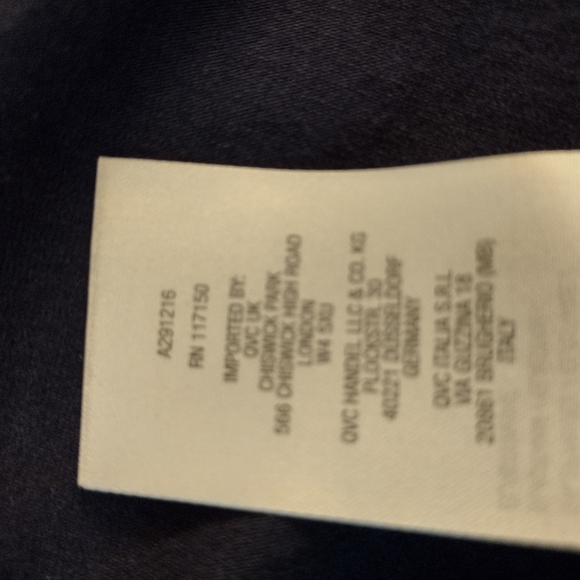 A291216
RN 117150
IMPORTED BY:
QVC UK
CHISWICK PARK
566 CHISWICK HIGH ROAD
LONDON
W4 5XU
QVC HANDEL LLC & CO. KG
PLOCKSTR. 30
40221 DUSSELDORF
GERMANY
QVC ITALIA S.R.L
VIA GUZZINA 18
20861 BRUGHERIO (MB)
ITALY